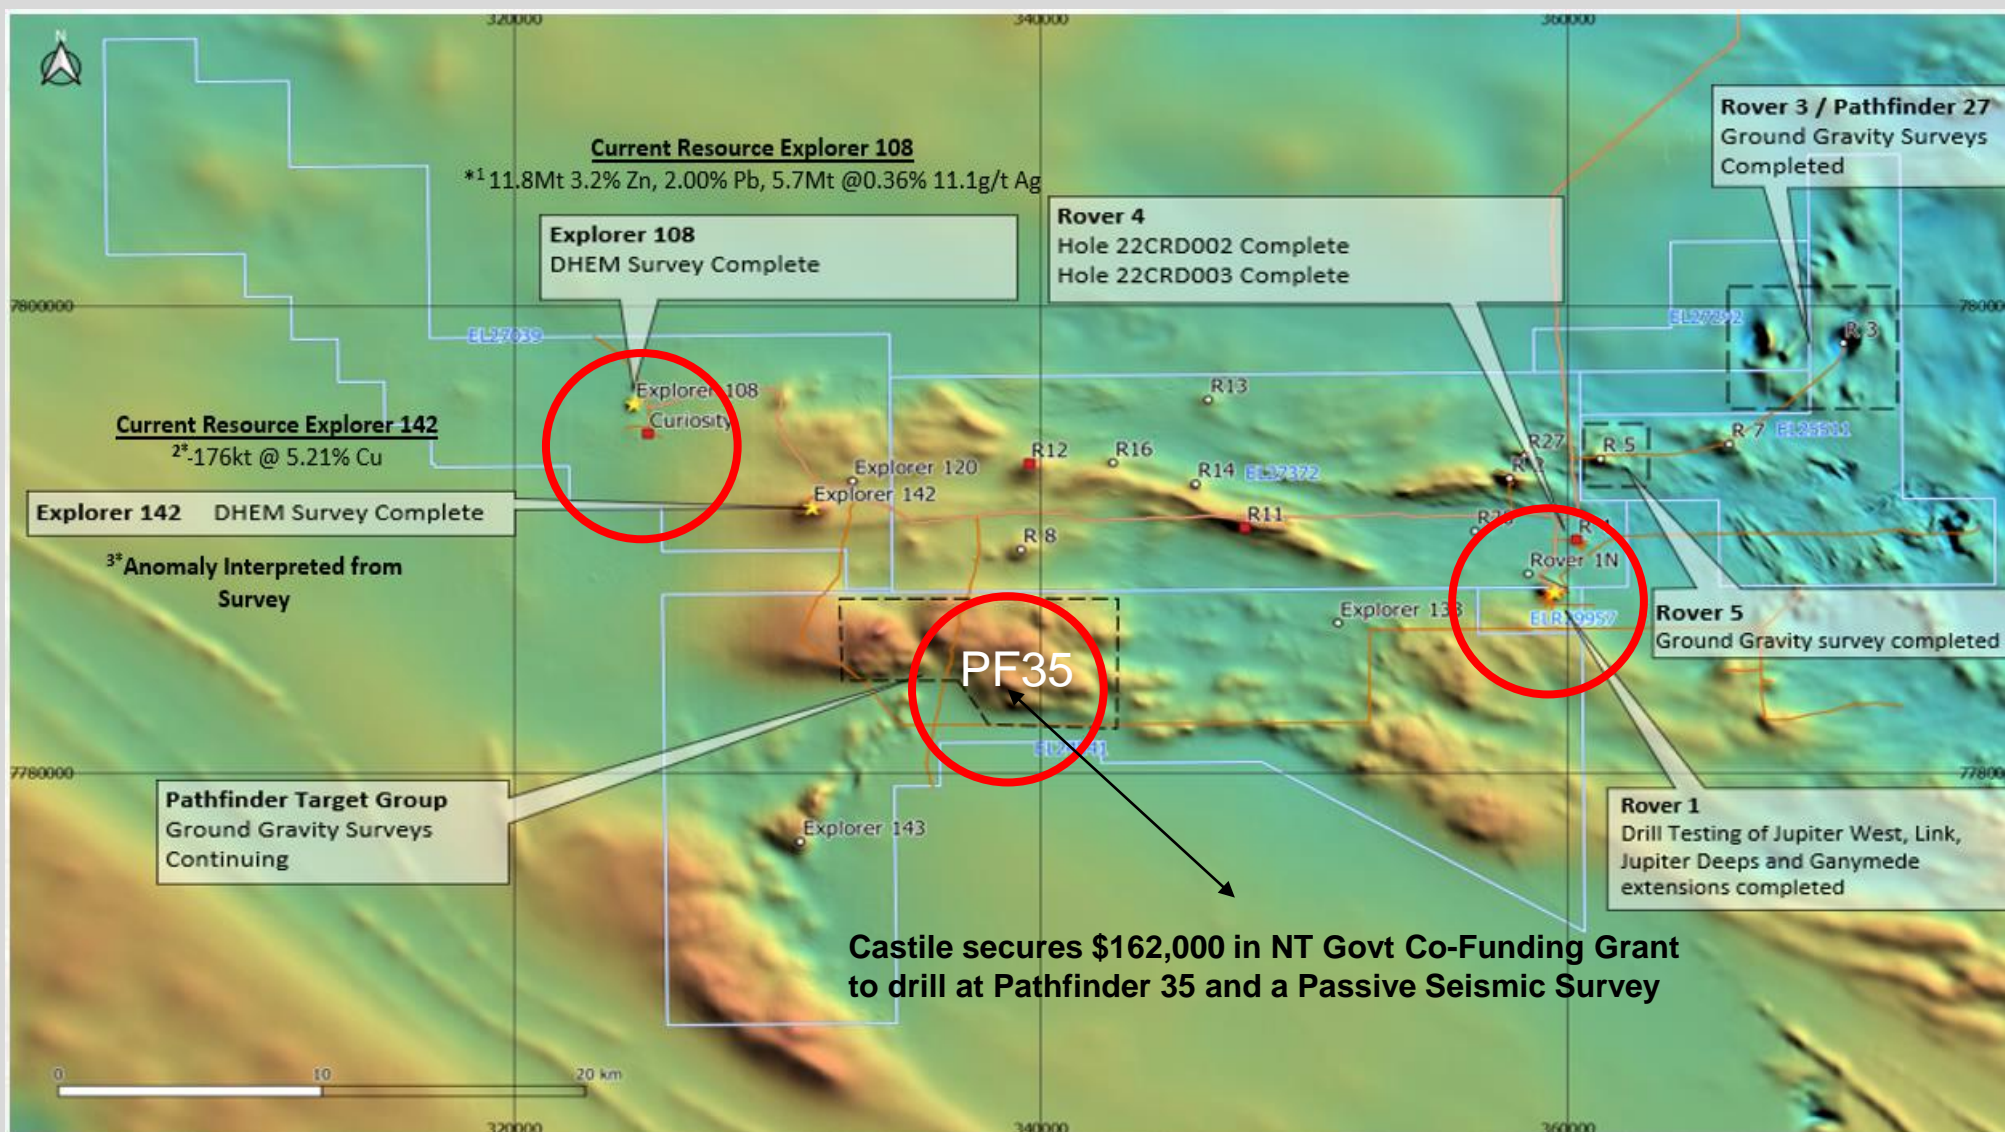 320000
340000
360000
N
Rover 3 / Pathfinder 27
Ground Gravity Surveys
Completed
Current Resource Explorer 108
*1 11.8Mt 3.2% Zn, 2.00% Pb, 5.7Mt @0.36% 11.1g/t Ag
Rover 4
Hole 22CRD002 Complete
Hole 22CRD003 Complete
Explorer 108
DHEM Survey Complete
7800000
EL27039
EL27292
R 3
Explorer 108
Curiosity
R13
Current Resource Explorer 142
2*-176kt @ 5.21% Cu
R12
R16
R14
EL27372
R27
R 5
R 7
Explorer 120
Explorer 142
Explorer 142 DHEM Survey Complete
R11
R 8
3*Anomaly Interpreted from
Survey
Rover 1N
Explorer 133
ELR29957
Rover 5
Ground Gravity survey completed
PF35
7780000
Pathfinder Target Group
Ground Gravity Surveys
Continuing
Explorer 143
Rover 1
Drill Testing of Jupiter West, Link,
Jupiter Deeps and Ganymede
extensions completed
Castile secures $162,000 in NT Govt Co-Funding Grant
to drill at Pathfinder 35 and a Passive Seismic Survey
0
10
20 km
320000
340000
360000